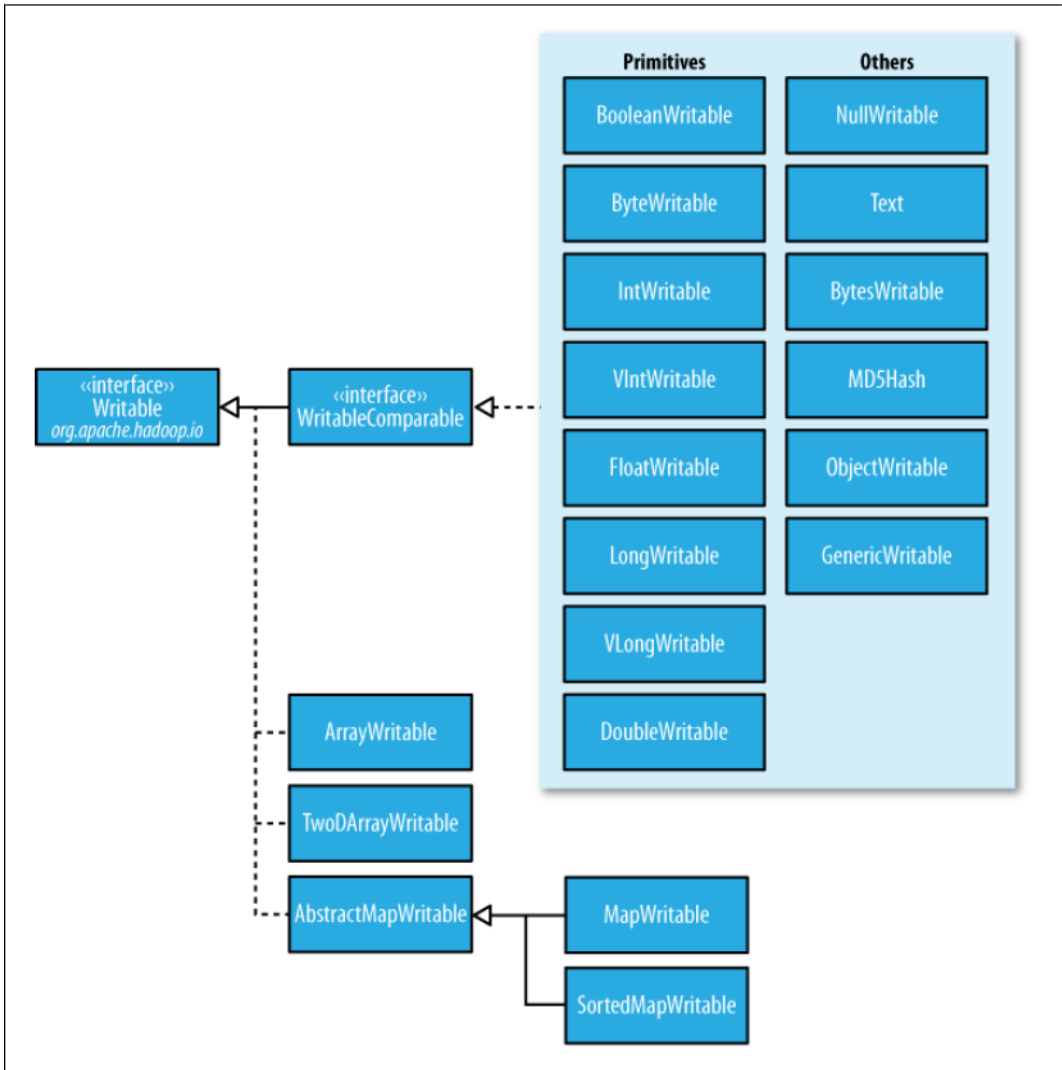 Primitives
Others
BooleanWritable
NullWritable
ByteWritable
Text
IntWritable
BytesWritable
‹‹interface››
Writable
org.apache.hadoop.io
‹‹interface››
WritableComparable
VIntWritable
MD5Hash
FloatWritable
ObjectWritable
LongWritable
GenericWritable
VLongWritable
DoubleWritable
ArrayWritable
TwoDArrayWritable
AbstractMapWritable
MapWritable
SortedMapWritable